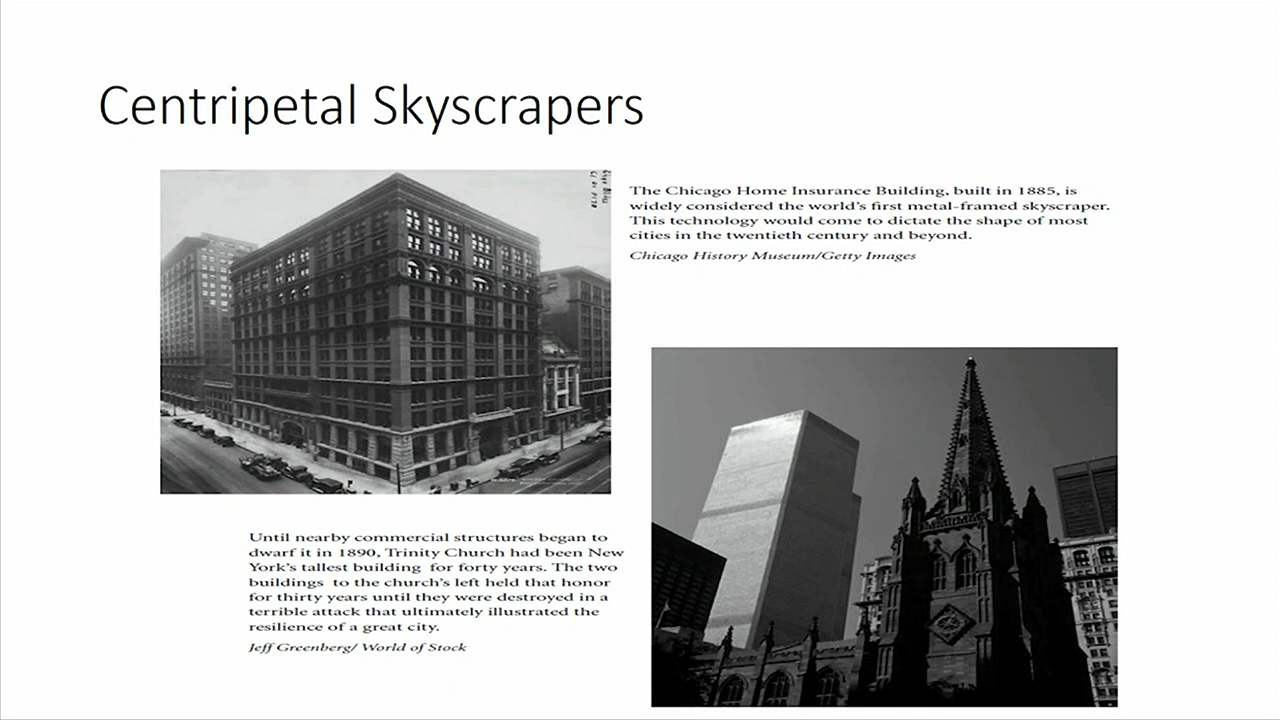 Centripetal Skyscrapers
The Chicago Home Insurance Building, built in 1885, is
widely considered the world's first metal-framed skyscraper.
This technology would come to dictate the shape of most
cities in the twentieth century and beyond.
Chicago History Museum/Getty Images
Until nearby commercial structures began to
dwarf it in 1890, Trinity Church had been New
York's tallest building for forty years. The two
buildings to the church's left held that honor
for thirty years until they were destroyed in a
terrible attack that ultimately illustrated the
resilience of a great city.
Jeff Greenberg/ World of Stock